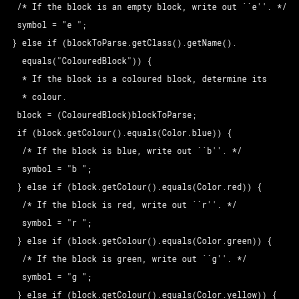 /* If the block is an empty block, write out ``e''. */
symbol = "e ";
} else if (blockToParse.getClass().getName().
equals("ColouredBlock")) {
* If the block is a coloured block, determine its
* colour.
block = (ColouredBlock)blockToParse;
if (block.getColour().equals(Color.blue)) {
/* If the block is blue, write out ``b''. */
symbol = "b ";
} else if (block.getColour().equals(Color.red)) {
/* If the block is red, write out ``r''. */
symbol = "r ";
} else if (block.getColour().equals(Color.green)) {
/* If the block is green, write out ``g''. */
symbol = "g ";
} else if (block.getColour().equals(Color.yellow)) {